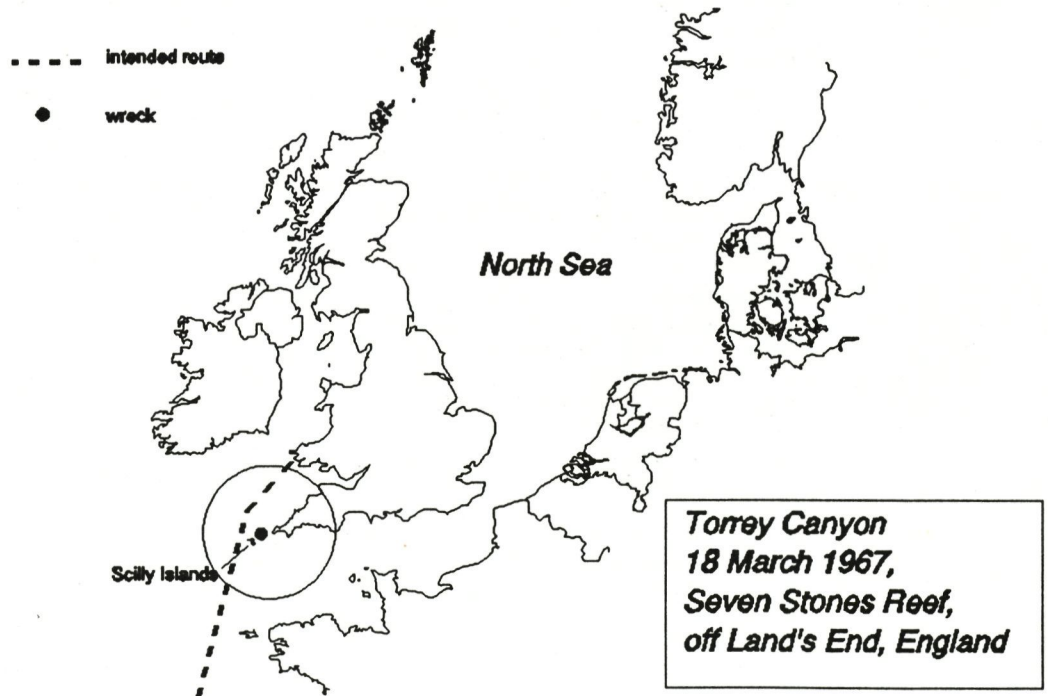 intended route
wreck
North Sea
Scilly Islands
Torrey Canyon
18 March 1967,
Seven Stones Reef,
off Land's End, England